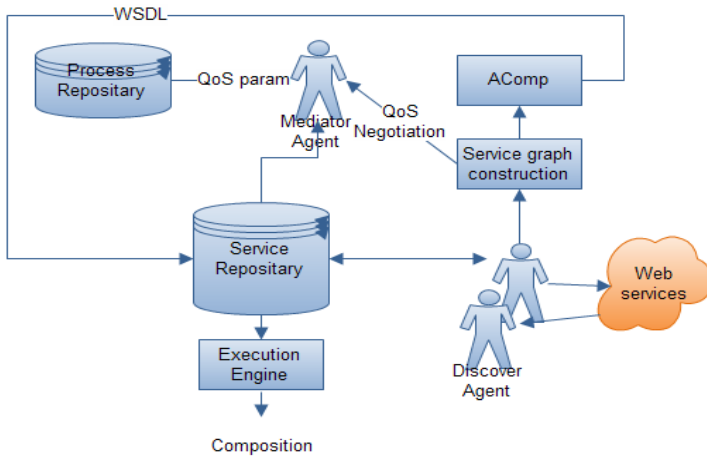 WSDL
Process
Repositary
QoS param
Mediator
Agent
QoS
Negotiation
AComp
Service graph
construction
Service
Repositary
Web
services
Discover
Agent
Execution
Engine
Composition